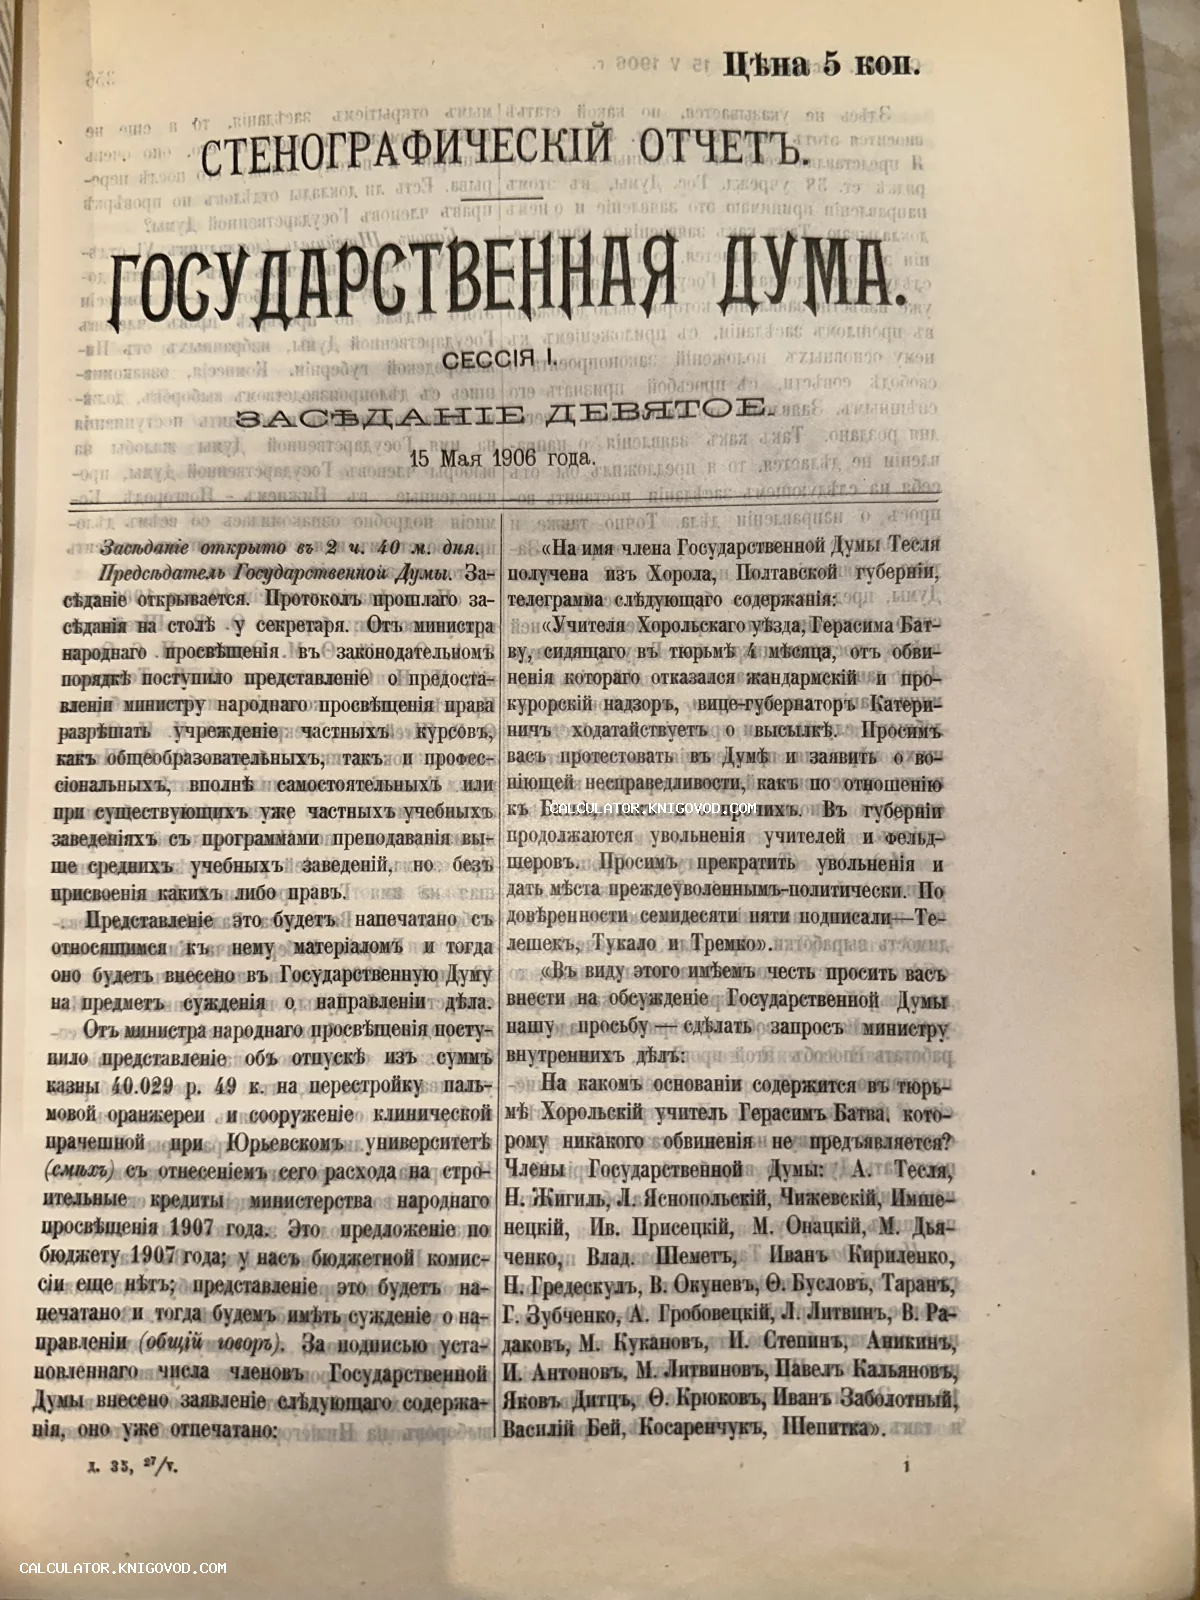 Цѣна 5 коп.
СТЕНОГРАФИЧЕСКІЙ ОТЧЕТЪ.
ГОСУДАРСТВЕННАЯ ДУМА.
СЕССІЯ I.
ЗАСѢДАНІЕ ДЕВЯТОЕ.
15 Мая 1906 года.
Засѣданіе открыто въ 2 ч. 40 м. дня.
Предсѣдатель Государственной Думы. За-
сѣданіе открывается. Протоколъ прошлаго за-
сѣданія на столѣ у секретаря. Отъ министра
народнаго просвѣщенія въ законодательномъ
порядкѣ поступило представленіе о предоста-
вленіи министру народнаго просвѣщенія права
разрѣшать учрежденіе частныхъ курсовъ,
какъ общеобразовательныхъ, такъ и профес-
сіональныхъ, вполнѣ самостоятельныхъ или
при существующихъ уже частныхъ учебныхъ
заведеніяхъ съ программами преподаванія вы-
ше среднихъ учебныхъ заведеній, но безъ
присвоенія какихъ либо правъ.
Представленіе это будетъ напечатано съ
относящимся къ нему матеріаломъ и тогда
оно будетъ внесено въ Государственную Думу
на предметъ сужденія о направленіи дѣла.
Отъ министра народнаго просвѣщенія посту-
пило представленіе объ отпускѣ изъ суммъ
казны 40.029 р. 49 к. на перестройку паль-
мовой оранжереи и сооруженіе клинической
прачешной при Юрьевскомъ университетѣ
(смѣхъ) съ отнесеніемъ сего расхода на стро-
ительные кредиты министерства народнаго
просвѣщенія 1907 года. Это предложеніе по
бюджету 1907 года; у насъ бюджетной комис-
сіи еще нѣтъ; представленіе это будетъ на-
печатано и тогда будемъ имѣть сужденіе о на-
правленіи (общій говоръ). За подписью уста-
новленнаго числа членовъ Государственной
Думы внесено заявленіе слѣдующаго содержа-
нія, оно уже отпечатано:
д. 35, 27/v.
«На имя члена Государственной Думы Тесля
получена изъ Хорола, Полтавской губерніи,
телеграмма слѣдующаго содержанія:
«Учителя Хорольскаго уѣзда, Герасима Бат-
ву, сидящаго въ тюрьмѣ 4 мѣсяца, отъ обви-
ненія котораго отказался жандармскій и про-
курорскій надзоръ, вице-губернаторъ Катери-
ничъ ходатайствуетъ о высылкѣ. Просимъ
васъ протестовать въ Думѣ и заявить о во-
піющей несправедливости, какъ по отношенію
къ прочихъ. Въ губерніи
CALCULATOR.KNIGOVOD.COM
продолжаются увольненія учителей и фельд-
шеровъ. Просимъ прекратить увольненія и
дать мѣста преждеуволеннымъ-политически. По
довѣренности семидесяти пяти подписали—Те-
лешекъ, Тукало и Тремко».
«Въ виду этого имѣемъ честь просить васъ
внести на обсужденіе Государственной Думы
нашу просьбу — сдѣлать запросъ министру
внутреннихъ дѣлъ:
На какомъ основаніи содержится въ тюрь-
мѣ Хорольскій учитель Герасимъ Батва, кото-
рому никакого обвиненія не предъявляется?
Члены Государственной Думы: А. Тесля,
Н. Жигиль, Л. Яснопольскій, Чижевскій, Имше-
нецкій, Ив. Присецкій, М. Онацкій, М. Дья-
ченко, Влад. Шеметъ, Иванъ Кириленко,
Н. Гредескулъ, В. Окуневъ, Ѳ. Бусловъ, Таранъ,
Г. Зубченко, А. Гробовецкій, Л. Литвинъ, В. Ра-
даковъ, М. Кукановъ, И. Степинъ, Аникинъ,
И. Антоновъ, М. Литвиновъ, Павелъ Кальяновъ,
Яковъ Дитцъ, Ѳ. Крюковъ, Иванъ Заболотный,
Василій Бей, Косаренчукъ, Шепитка».
1
CALCULATOR.KNIGOVOD.COM